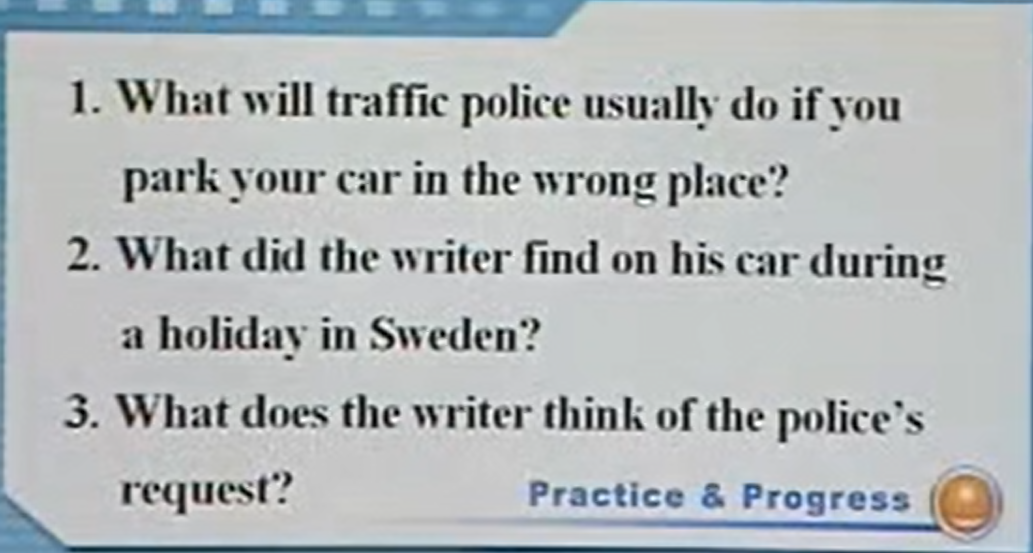 1. What will traffic police usually do if you
park your car in the wrong place?
2. What did the writer find on his car during
a holiday in Sweden?
3. What does the writer think of the police's
request?
Practice & Progress